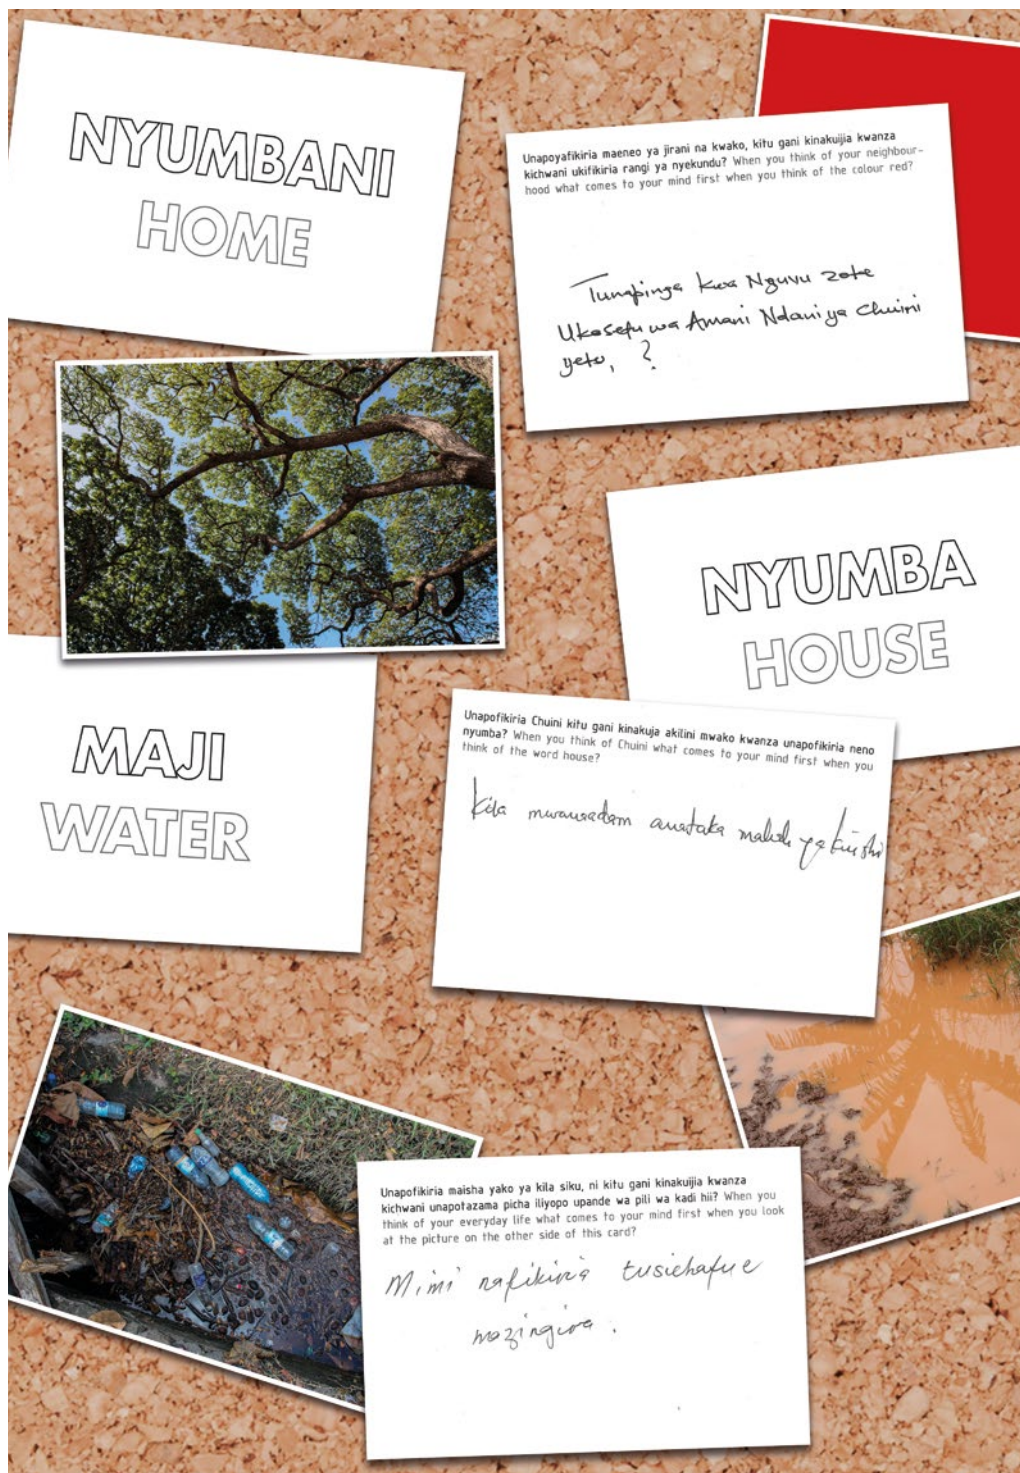 NYUMBANI
HOME
Unapoyafikiria maeneo ya jirani na kwako, kitu gani kinakuijia kwanza
kichwani ukifikiria rangi ya nyekundu? When you think of your neighbour-
hood what comes to your mind first when you think of the colour red?
Tunapinga kwa Nguvu zote
Ukosefu wa Amani Ndani ya Chuini
yetu, ?
NYUMBA
HOUSE
MAJI
WATER
Unapofikiria Chuini kitu gani kinakuja akilini mwako kwanza unapofikiria neno
nyumba? When you think of Chuini what comes to your mind first when you
think of the word house?
Kila mwanaadam anataka mahali ya kuishi
Unapofikiria maisha yako ya kila siku, ni kitu gani kinakuijia kwanza
kichwani unapotazama picha iliyopo upande wa pili wa kadi hii? When you
think of your everyday life what comes to your mind first when you look
at the picture on the other side of this card?
Mimi nafikiria tusichafue
mazingira.